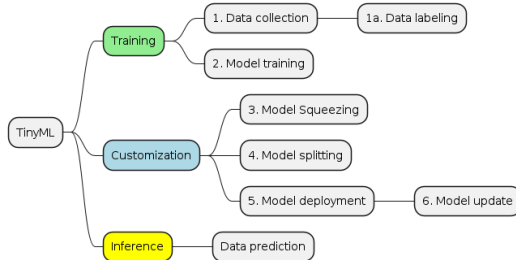 1. Data collection
1a. Data labeling
Training
2. Model training
3. Model Squeezing
TinyML
Customization
4. Model splitting
5. Model deployment
6. Model update
Inference
Data prediction